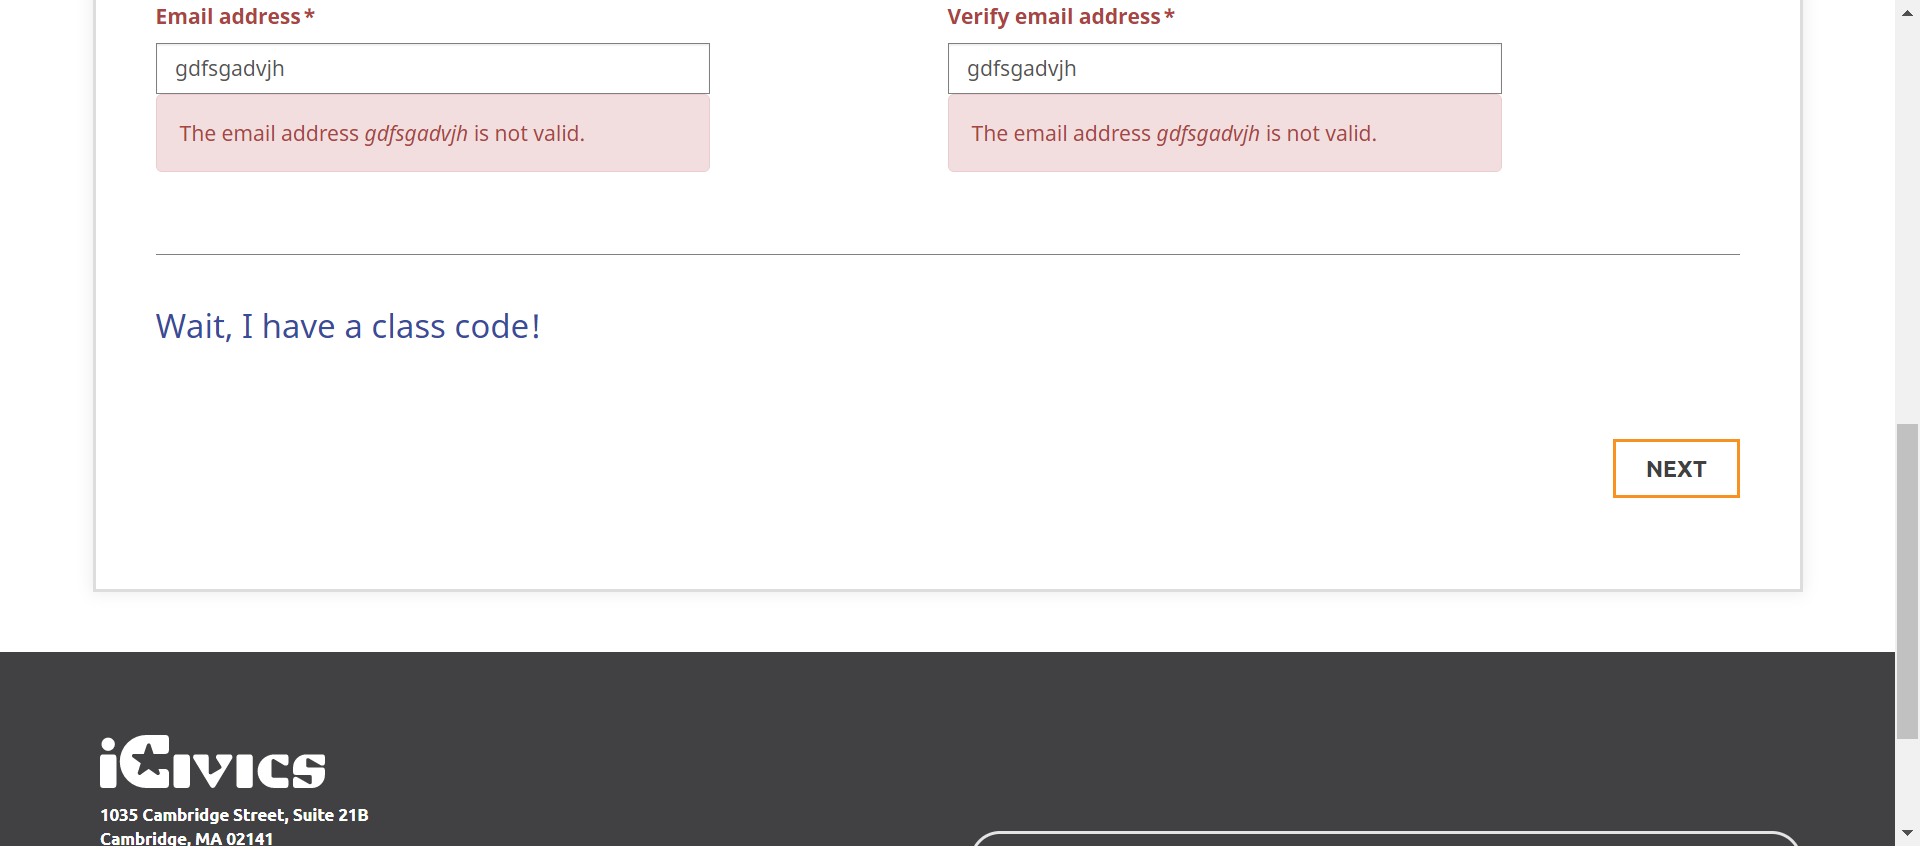 Email address*
Verify email address*
gdfsgadvjh
gdfsgadvjh
The email address gdfsgadvjh is not valid.
The email address gdfsgadvjh is not valid.
Wait, I have a class code!
NEXT
iCivics
1035 Cambridge Street, Suite 21B
Cambridge, MA 02141